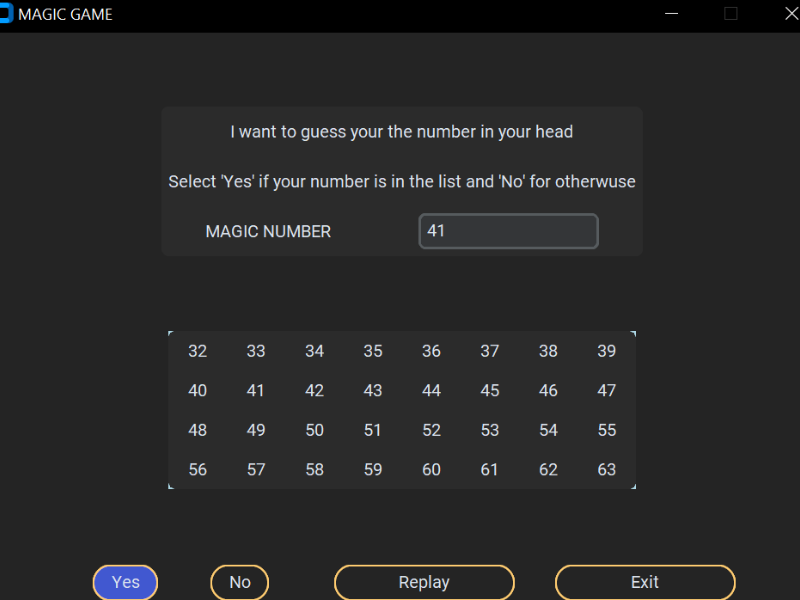 MAGIC GAME
I want to guess your the number in your head
Select 'Yes' if your number is in the list and 'No' for otherwuse
MAGIC NUMBER 41
32 33 34 35 36 37 38 39
40 41 42 43 44 45 46 47
48 49 50 51 52 53 54 55
56 57 58 59 60 61 62 63
Yes No Replay Exit